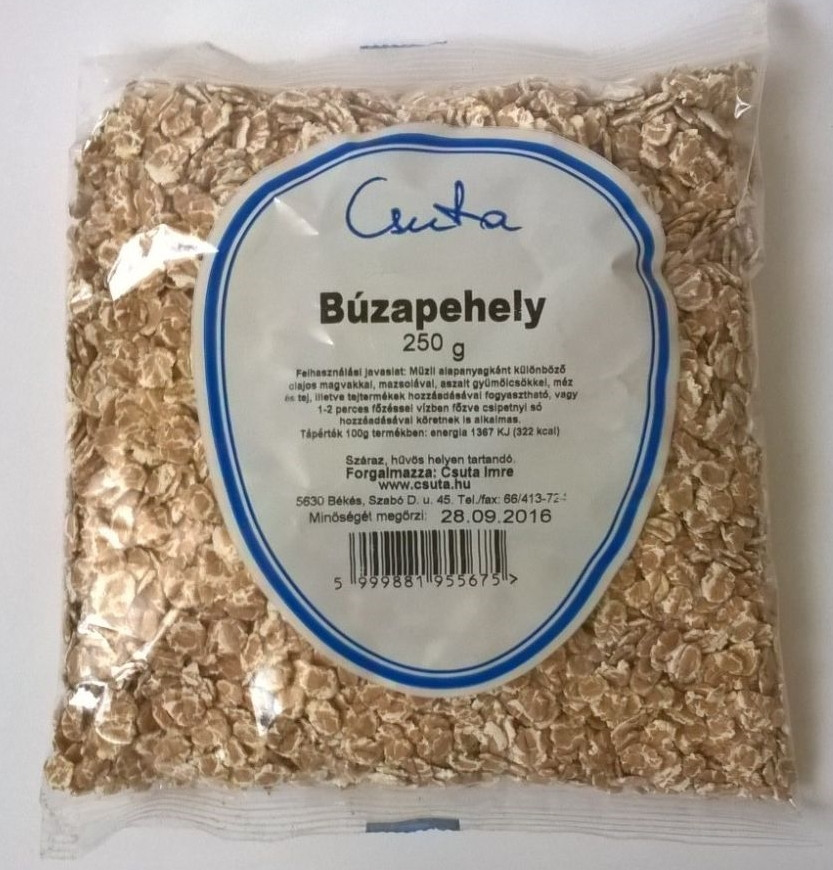 Csuta
Búzapehely
250 g
Felhasználási javaslat: Müzli alapanyagként különböző
olajos magvakkal, mazsolával, aszalt gyümölcsökkel, méz
és tej, illetve tejtermékek hozzáadásával fogyasztható, vagy
1-2 perces főzéssel vízben főzve csipetnyi só
hozzáadásával köretnek is alkalmas.
Tápérték 100g termékben: energia 1367 KJ (322 kcal)
Száraz, hűvös helyen tartandó.
Forgalmazza: Csuta Imre
www.csuta.hu
5630 Békés, Szabó D. u. 45. Tel./fax:
Minőségét megőrzi: 28.09.2016
5 999881 955675 >